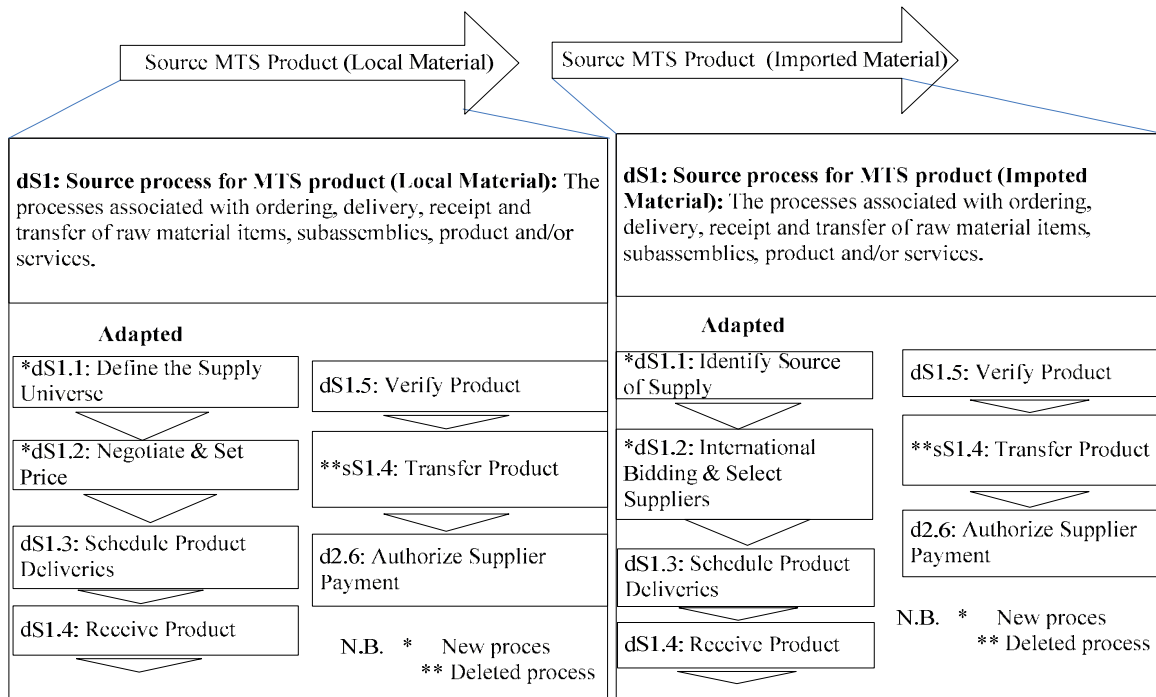 Source MTS Product (Local Material)
Source MTS Product (Imported Material)
dS1: Source process for MTS product (Local Material): The
processes associated with ordering, delivery, receipt and
transfer of raw material items, subassemblies, product and/or
services.
Adapted
*dS1.1: Define the Supply
Universe
*dS1.2: Negotiate & Set
Price
dS1.3: Schedule Product
Deliveries
dS1.4: Receive Product
dS1.5: Verify Product
**sS1.4: Transfer Product
d2.6: Authorize Supplier
Payment
N.B. * New proces
** Deleted process
dS1: Source process for MTS product (Impoted
Material): The processes associated with ordering,
delivery, receipt and transfer of raw material items,
subassemblies, product and/or services.
Adapted
*dS1.1: Identify Source
of Supply
*dS1.2: International
Bidding & Select
Suppliers
dS1.3: Schedule Product
Deliveries
dS1.4: Receive Product
dS1.5: Verify Product
**sS1.4: Transfer Product
d2.6: Authorize Supplier
Payment
N.B. * New proces
** Deleted process